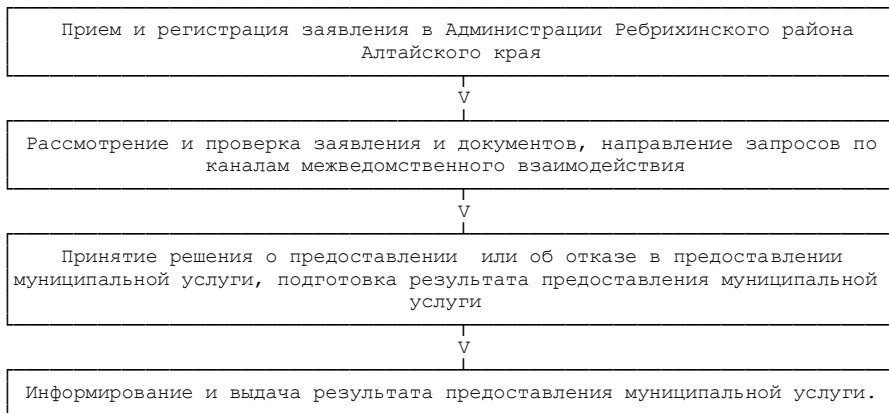 Прием и регистрация заявления в Администрации Ребрихинского района
Алтайского края
V
Рассмотрение и проверка заявления и документов, направление запросов по
каналам межведомственного взаимодействия
V
Принятие решения о предоставлении  или об отказе в предоставлении
муниципальной услуги, подготовка результата предоставления муниципальной
услуги
V
Информирование и выдача результата предоставления муниципальной услуги.